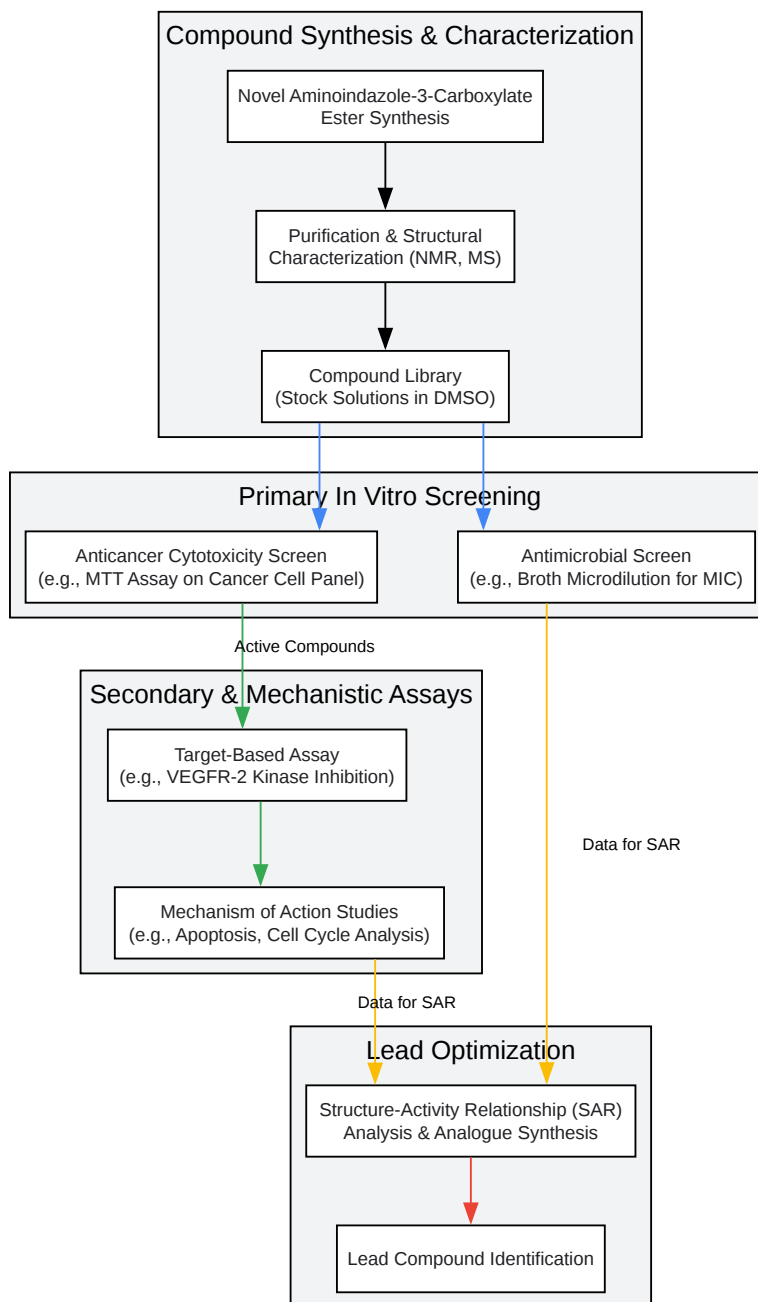 Compound Synthesis & Characterization
Novel Aminoindazole-3-Carboxylate
Ester Synthesis
Purification & Structural
Characterization (NMR, MS)
Compound Library
(Stock Solutions in DMSO)
Primary In Vitro Screening
Anticancer Cytotoxicity Screen
(e.g., MTT Assay on Cancer Cell Panel)
Antimicrobial Screen
(e.g., Broth Microdilution for MIC)
Active Compounds
Secondary & Mechanistic Assays
Target-Based Assay
(e.g., VEGFR-2 Kinase Inhibition)
Data for SAR
Mechanism of Action Studies
(e.g., Apoptosis, Cell Cycle Analysis)
Data for SAR
Lead Optimization
Structure-Activity Relationship (SAR)
Analysis & Analogue Synthesis
Lead Compound Identification